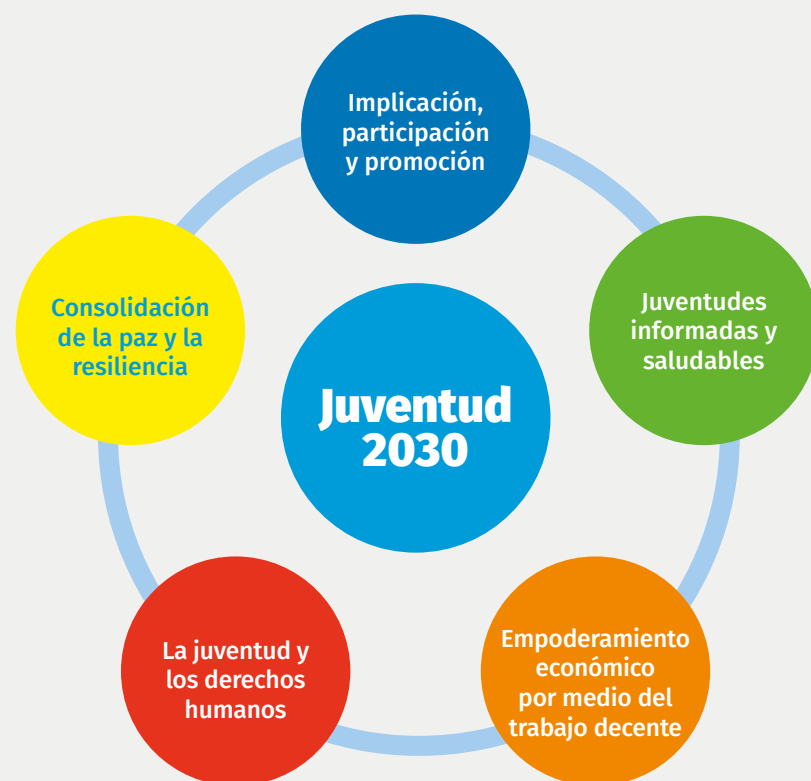 Implicación,
participación
y promoción
Juventudes
informadas y
saludables
Empoderamiento
económico
por medio del
trabajo decente
La juventud y
los derechos
humanos
Consolidación
de la paz y la
resiliencia
Juventud
2030